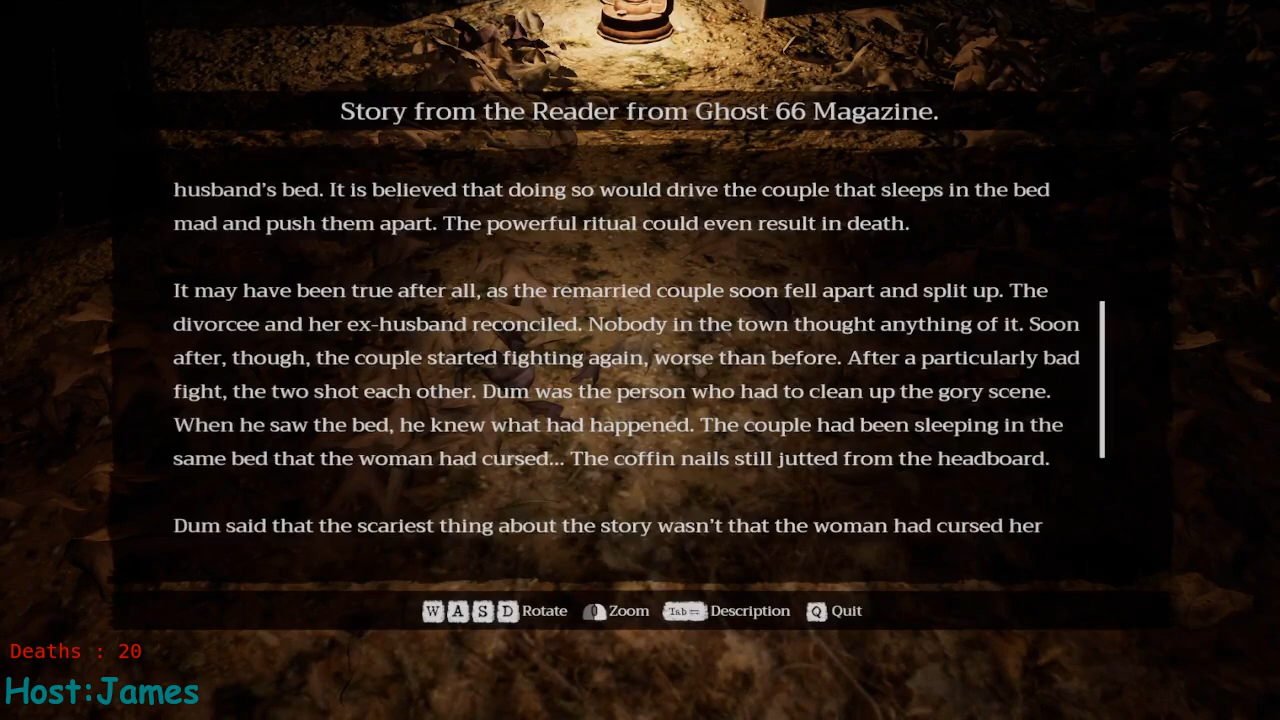 Story from the Reader from Ghost 66 Magazine.
husband's bed. It is believed that doing so would drive the couple that sleeps in the bed
mad and push them apart. The powerful ritual could even result in death.
It may have been true after all, as the remarried couple soon fell apart and split up. The
divorcee and her ex-husband reconciled. Nobody in the town thought anything of it. Soon
after, though, the couple started fighting again, worse than before. After a particularly bad
fight, the two shot each other. Dum was the person who had to clean up the gory scene.
When he saw the bed, he knew what had happened. The couple had been sleeping in the
same bed that the woman had cursed... The coffin nails still jutted from the headboard.
Dum said that the scariest thing about the story wasn't that the woman had cursed her
W A S D Rotate Zoom Tab Description Q Quit
Deaths : 20
Host:James